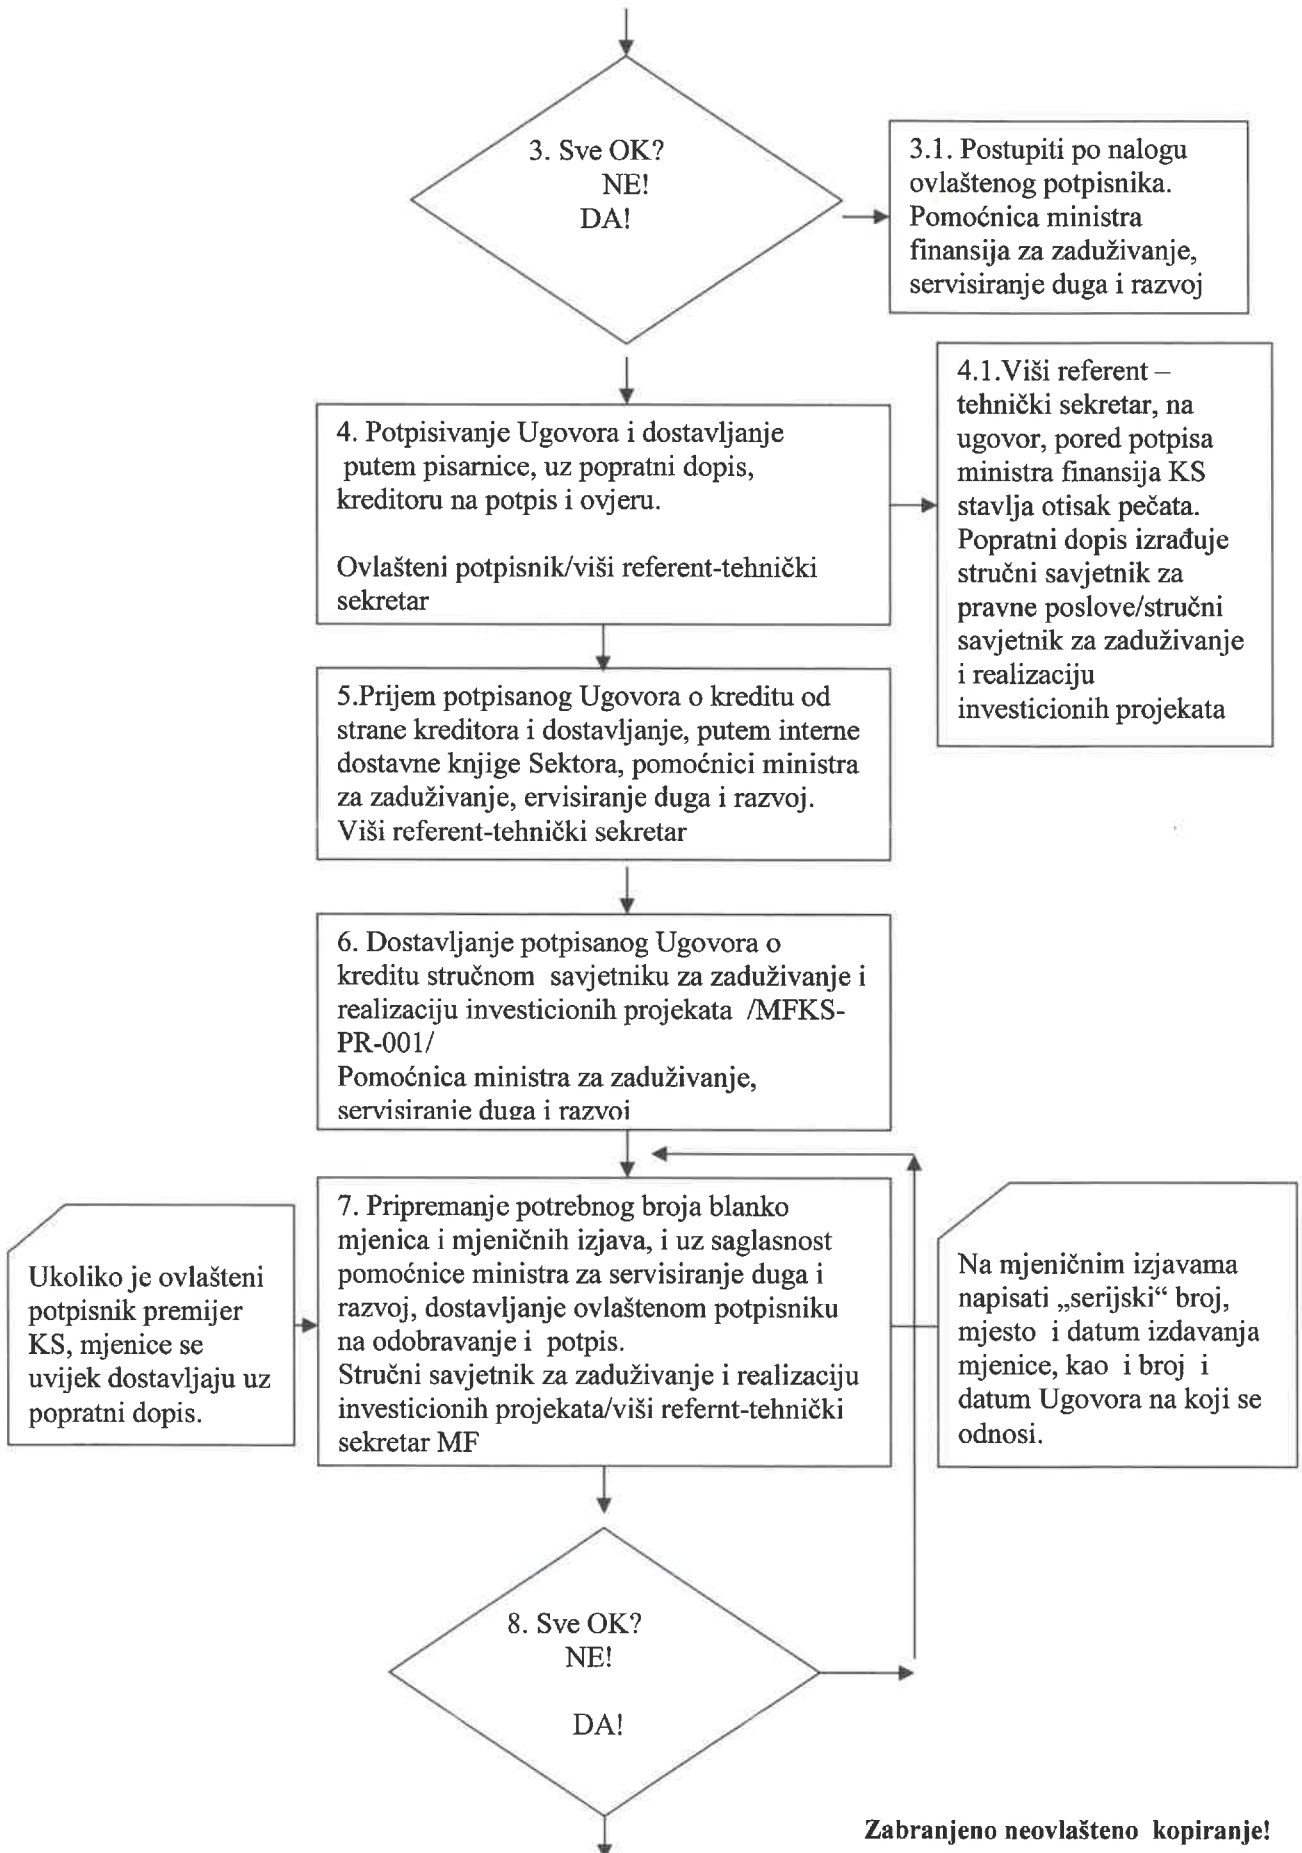 3. Sve OK?
NE!
DA!
3.1. Postupiti po nalogu
ovlaštenog potpisnika.
Pomoćnica ministra
finansija za zaduživanje,
servisiranje duga i razvoj
4. Potpisivanje Ugovora i dostavljanje
putem pisarnice, uz popratni dopis,
kreditoru na potpis i ovjeru.
Ovlašteni potpisnik/viši referent-tehnički
sekretar
4.1.Viši referent –
tehnički sekretar, na
ugovor, pored potpisa
ministra finansija KS
stavlja otisak pečata.
Popratni dopis izrađuje
stručni savjetnik za
pravne poslove/stručni
savjetnik za zaduživanje
i realizaciju
investicionih projekata
5.Prijem potpisanog Ugovora o kreditu od
strane kreditora i dostavljanje, putem interne
dostavne knjige Sektora, pomoćnici ministra
za zaduživanje, ervisiranje duga i razvoj.
Viši referent-tehnički sekretar
6. Dostavljanje potpisanog Ugovora o
kreditu stručnom savjetniku za zaduživanje i
realizaciju investicionih projekata /MFKS-
PR-001/
Pomoćnica ministra za zaduživanje,
servisiranje duga i razvoj
Ukoliko je ovlašteni
potpisnik premijer
KS, mjenice se
uvijek dostavljaju uz
popratni dopis.
7. Pripremanje potrebnog broja blanko
mjenica i mjeničnih izjava, i uz saglasnost
pomoćnice ministra za servisiranje duga i
razvoj, dostavljanje ovlaštenom potpisniku
na odobravanje i potpis.
Stručni savjetnik za zaduživanje i realizaciju
investicionih projekata/viši refernt-tehnički
sekretar MF
Na mjeničnim izjavama
napisati „serijski“ broj,
mjesto i datum izdavanja
mjenice, kao i broj i
datum Ugovora na koji se
odnosi.
8. Sve OK?
NE!
DA!
Zabranjeno neovlašteno kopiranje!